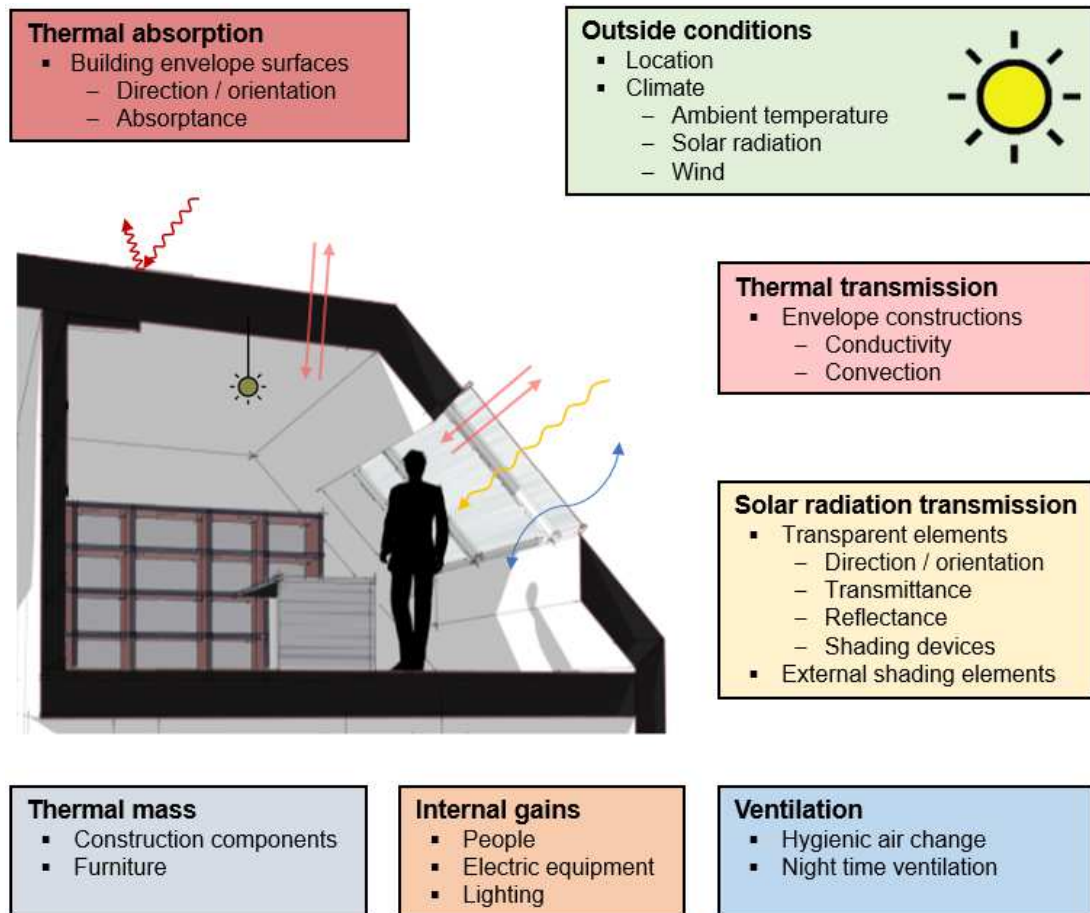 Thermal absorption
▪ Building envelope surfaces
– Direction / orientation
– Absorptance
Outside conditions
▪ Location
▪ Climate
– Ambient temperature
– Solar radiation
– Wind
Thermal transmission
▪ Envelope constructions
– Conductivity
– Convection
Solar radiation transmission
▪ Transparent elements
– Direction / orientation
– Transmittance
– Reflectance
– Shading devices
▪ External shading elements
Thermal mass
▪ Construction components
▪ Furniture
Internal gains
▪ People
▪ Electric equipment
▪ Lighting
Ventilation
▪ Hygienic air change
▪ Night time ventilation